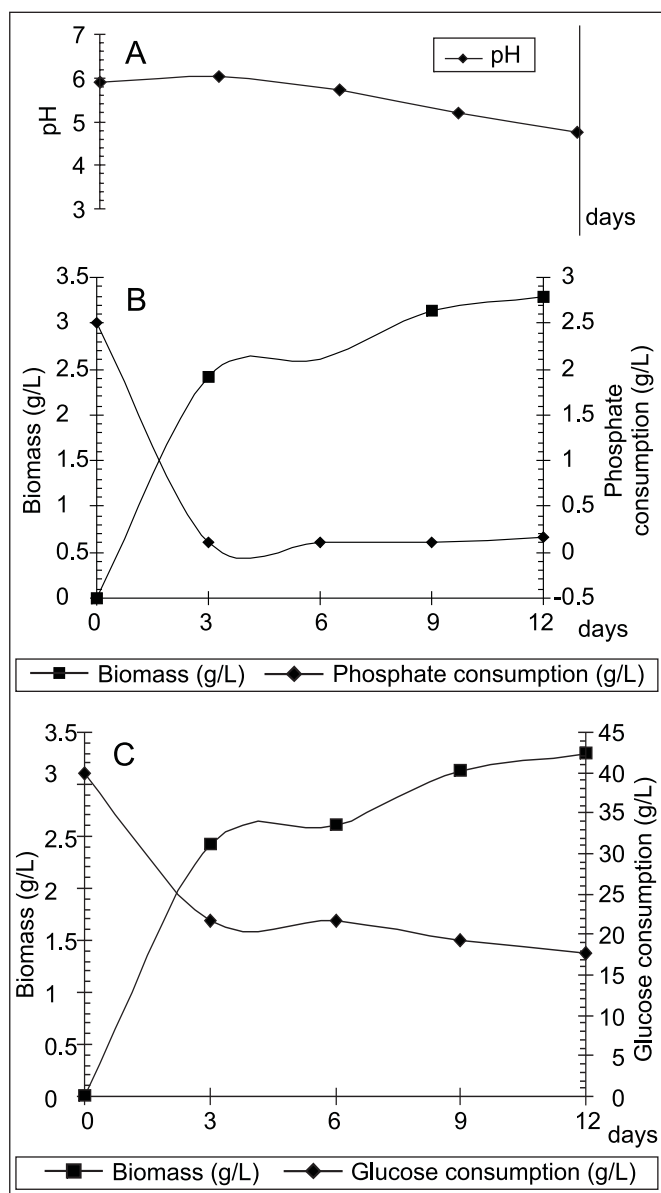 A
pH
7
6
5
4
3
pH
days
B
3.5
3
2.5
2
1.5
1
0.5
0
Biomass (g/L)
3
2.5
2
1.5
1
0.5
0
-0.5
Phosphate
consumption (g/L)
0 3 6 9 12
days
Biomass (g/L) Phosphate consumption (g/L)
C
3.5
3
2.5
2
1.5
1
0.5
0
Biomass (g/L)
45
40
35
30
25
20
15
10
5
0
Glucose consumption (g/L)
0 3 6 9 12
days
Biomass (g/L) Glucose consumption (g/L)